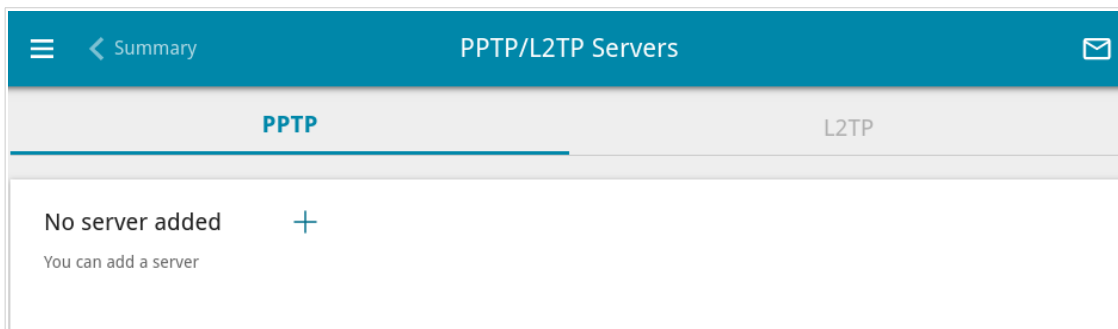 Summary
PPTP/L2TP Servers
PPTP
L2TP
No server added
You can add a server